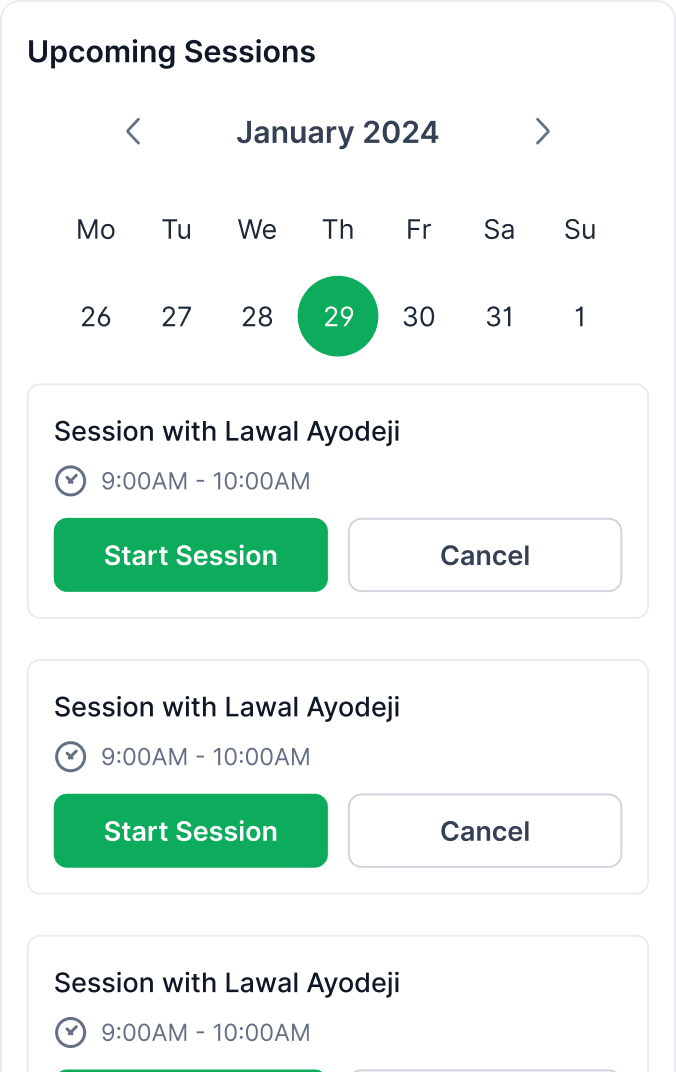 Upcoming Sessions
January 2024
Mo Tu We Th Fr Sa Su
26 27 28 29 30 31 1
Session with Lawal Ayodeji
9:00AM - 10:00AM
Start Session Cancel
Session with Lawal Ayodeji
9:00AM - 10:00AM
Start Session Cancel
Session with Lawal Ayodeji
9:00AM - 10:00AM